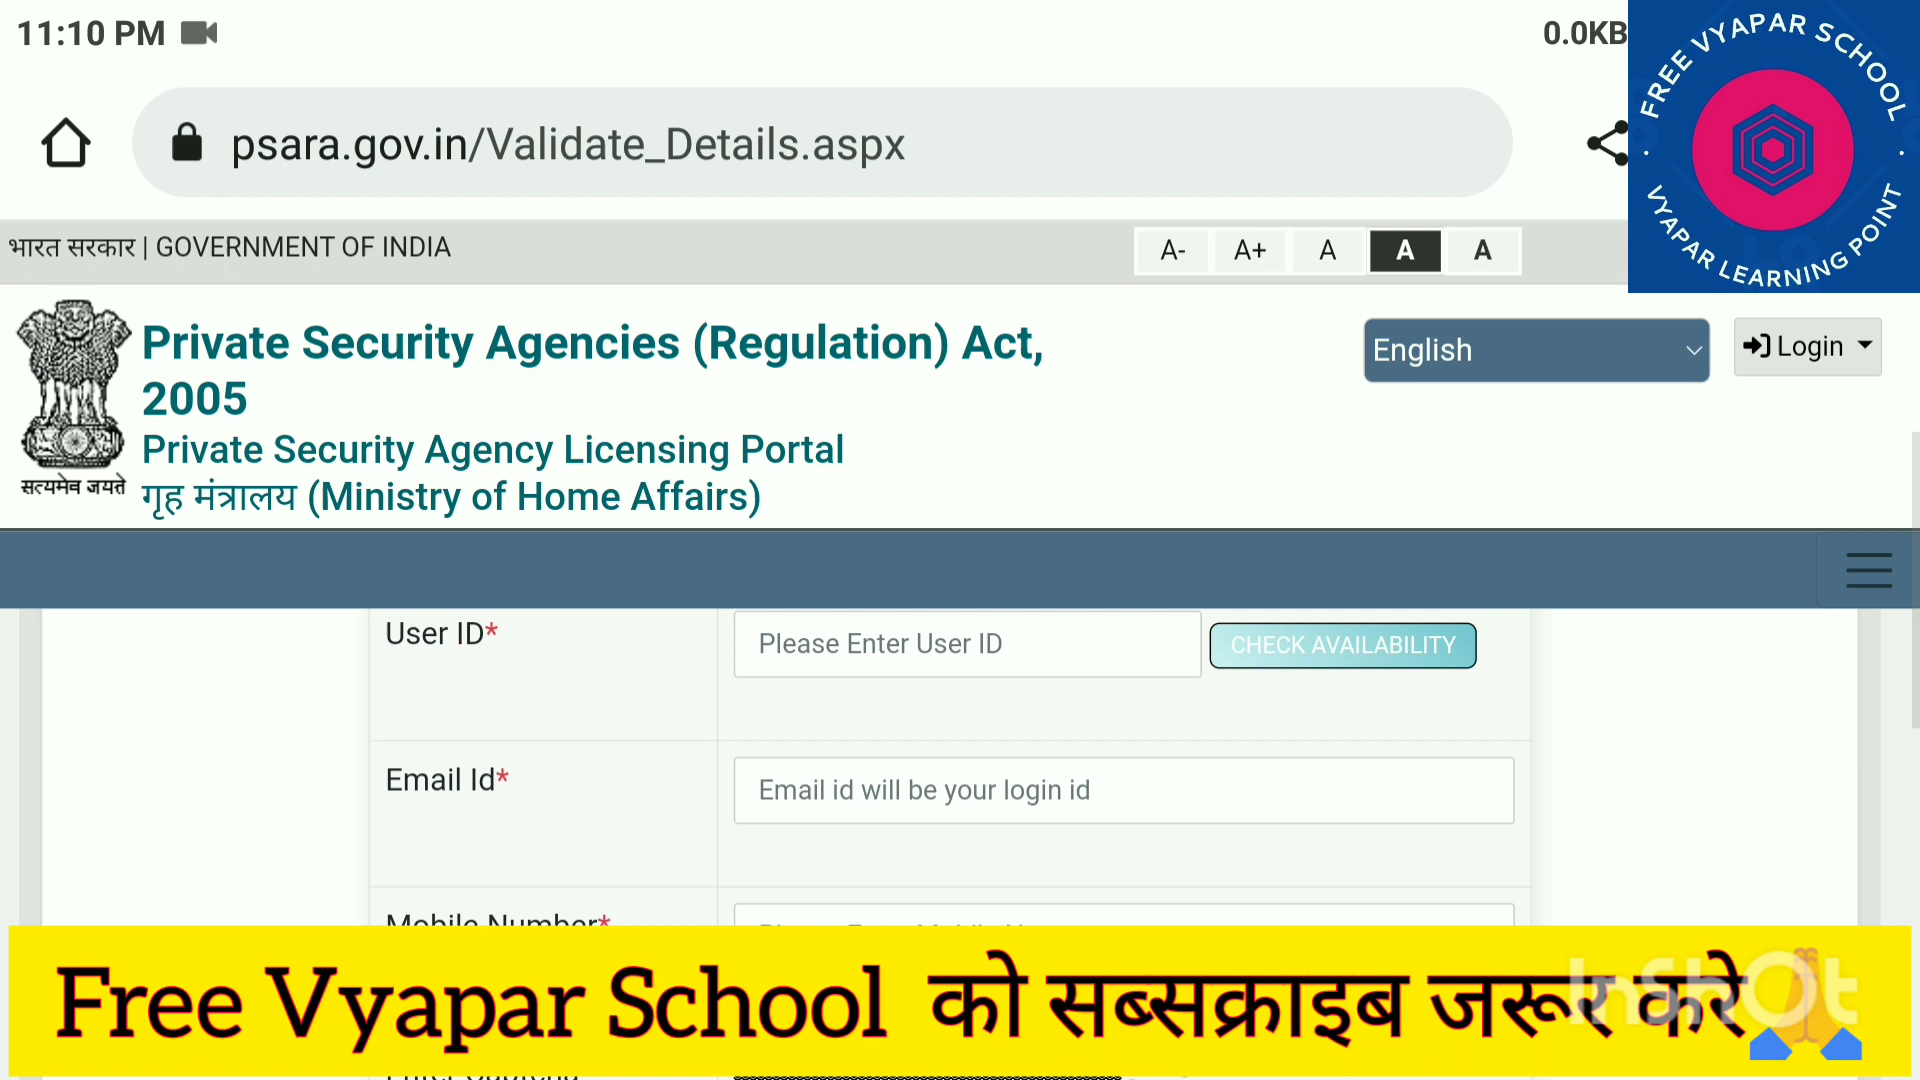 11:10 PM
0.0KB
FREE VYAPAR SCHOOL
VYAPAR LEARNING POINT
psara.gov.in/Validate_Details.aspx
भारत सरकार | GOVERNMENT OF INDIA
A- A+ A A A
Private Security Agencies (Regulation) Act,
2005
Private Security Agency Licensing Portal
गृह मंत्रालय (Ministry of Home Affairs)
सत्यमेव जयते
English
Login
User ID*
Please Enter User ID
CHECK AVAILABILITY
Email Id*
Email id will be your login id
Mobile Number*
Free Vyapar School को सब्सक्राइब जरूर करे
InShOt